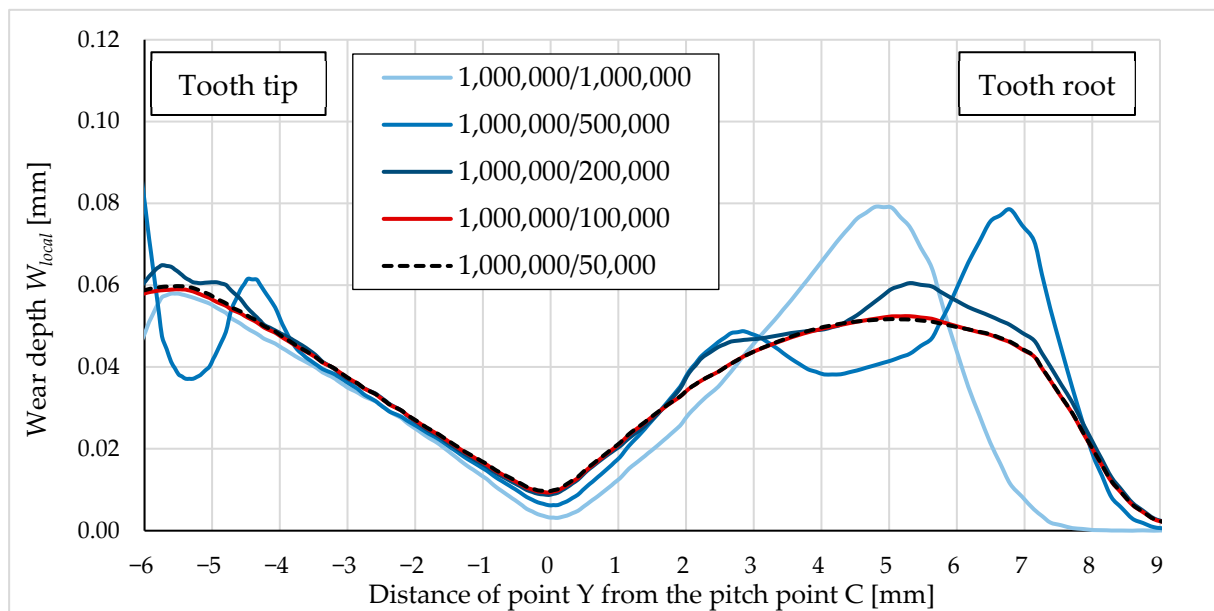 0.12
0.10
0.08
0.06
0.04
0.02
0.00
Wear depth W_local [mm]
Tooth tip
Tooth root
1,000,000/1,000,000
1,000,000/500,000
1,000,000/200,000
1,000,000/100,000
1,000,000/50,000
−6 −5 −4 −3 −2 −1 0 1 2 3 4 5 6 7 8 9
Distance of point Y from the pitch point C [mm]